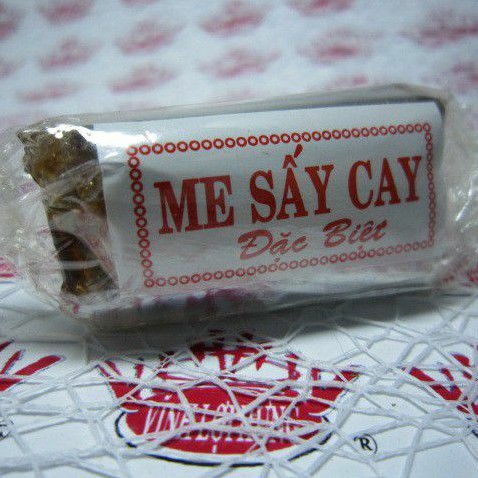 ME SẤY CAY
Đặc Biệt
®